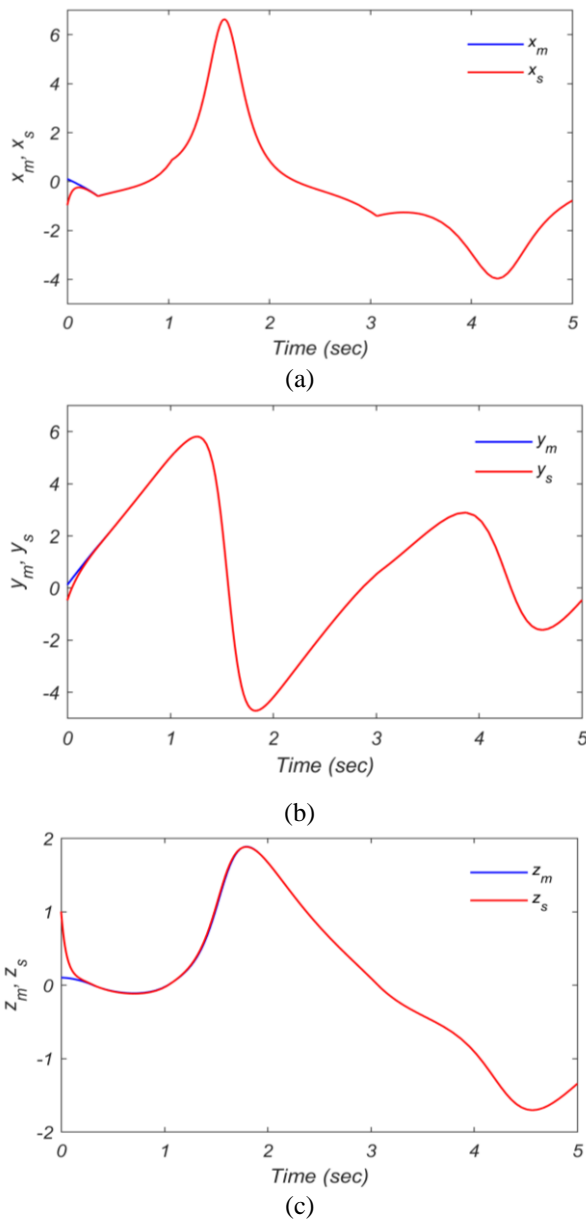 6
4
2
0
-2
-4
x_m, x_s
x_m
x_s
0 1 2 3 4 5
Time (sec)
(a)
6
4
2
0
-2
-4
y_m, y_s
y_m
y_s
0 1 2 3 4 5
Time (sec)
(b)
2
1
0
-1
-2
z_m, z_s
z_m
z_s
0 1 2 3 4 5
Time (sec)
(c)